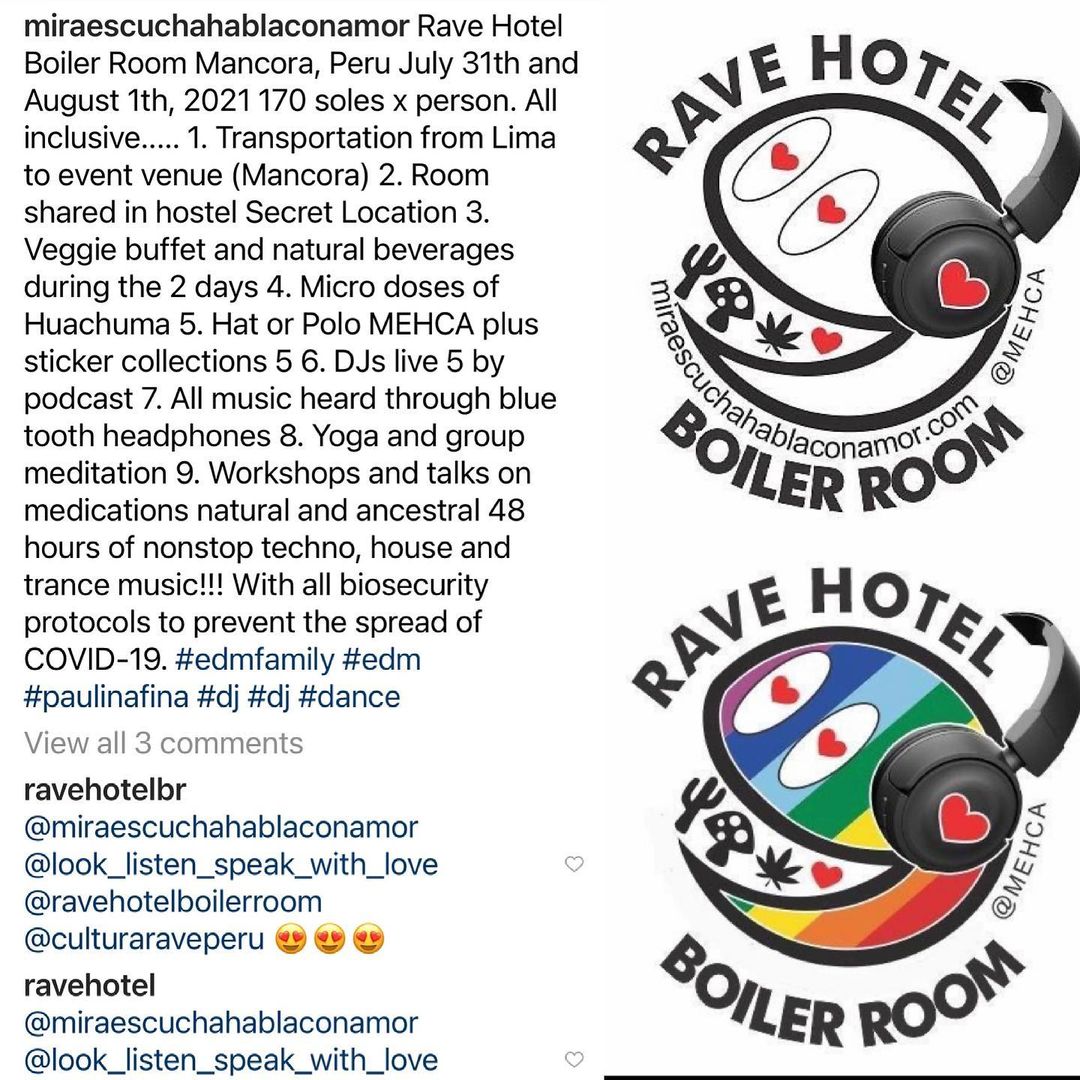 miraescuchahablaconamor Rave Hotel
Boiler Room Mancora, Peru July 31th and
August 1th, 2021 170 soles x person. All
inclusive..... 1. Transportation from Lima
to event venue (Mancora) 2. Room
shared in hostel Secret Location 3.
Veggie buffet and natural beverages
during the 2 days 4. Micro doses of
Huachuma 5. Hat or Polo MEHCA plus
sticker collections 5 6. DJs live 5 by
podcast 7. All music heard through blue
tooth headphones 8. Yoga and group
meditation 9. Workshops and talks on
medications natural and ancestral 48
hours of nonstop techno, house and
trance music!!! With all biosecurity
protocols to prevent the spread of
COVID-19. #edmfamily #edm
#paulinafina #dj #dj #dance
View all 3 comments
ravehotelbr
@miraescuchahablaconamor
@look_listen_speak_with_love
@ravehotelboilerroom
@culturaraveperu 😍😍😍
ravehotel
@miraescuchahablaconamor
@look_listen_speak_with_love
RAVE HOTEL
miraescuchahablaconamor.com
@MEHCA
BOILER ROOM
RAVE HOTEL
@MEHCA
BOILER ROOM